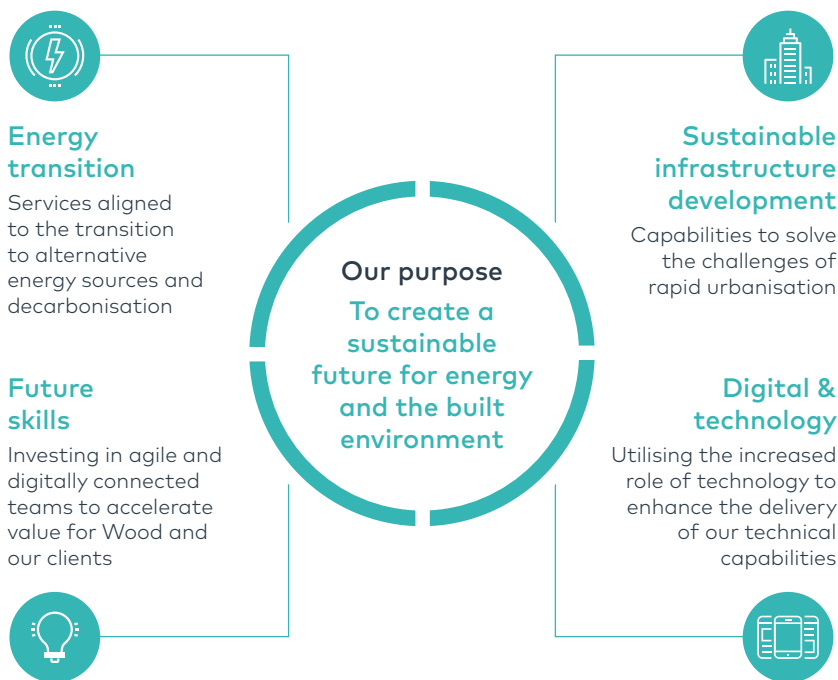 Energy
transition
Services aligned
to the transition
to alternative
energy sources and
decarbonisation
Sustainable
infrastructure
development
Capabilities to solve
the challenges of
rapid urbanisation
Our purpose
To create a
sustainable
future for energy
and the built
environment
Future
skills
Investing in agile and
digitally connected
teams to accelerate
value for Wood and
our clients
Digital &
technology
Utilising the increased
role of technology to
enhance the delivery
of our technical
capabilities